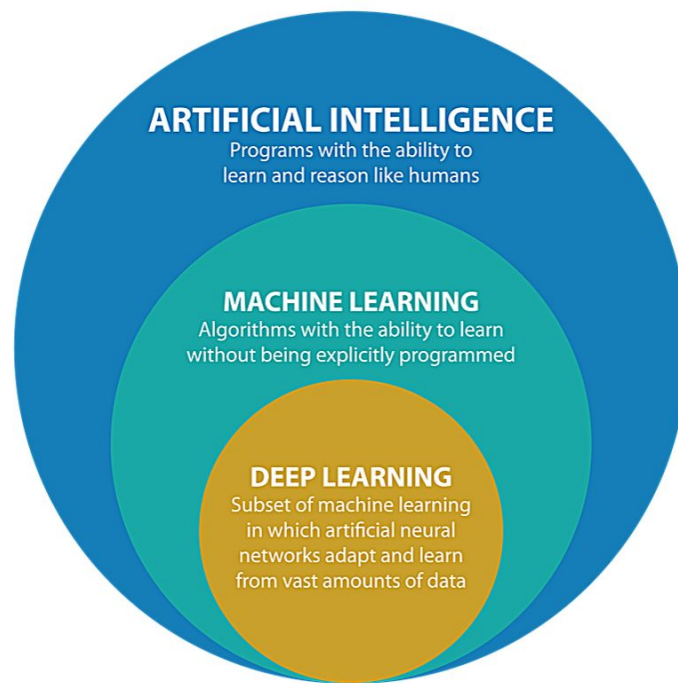 ARTIFICIAL INTELLIGENCE
Programs with the ability to
learn and reason like humans
MACHINE LEARNING
Algorithms with the ability to learn
without being explicitly programmed
DEEP LEARNING
Subset of machine learning
in which artificial neural
networks adapt and learn
from vast amounts of data